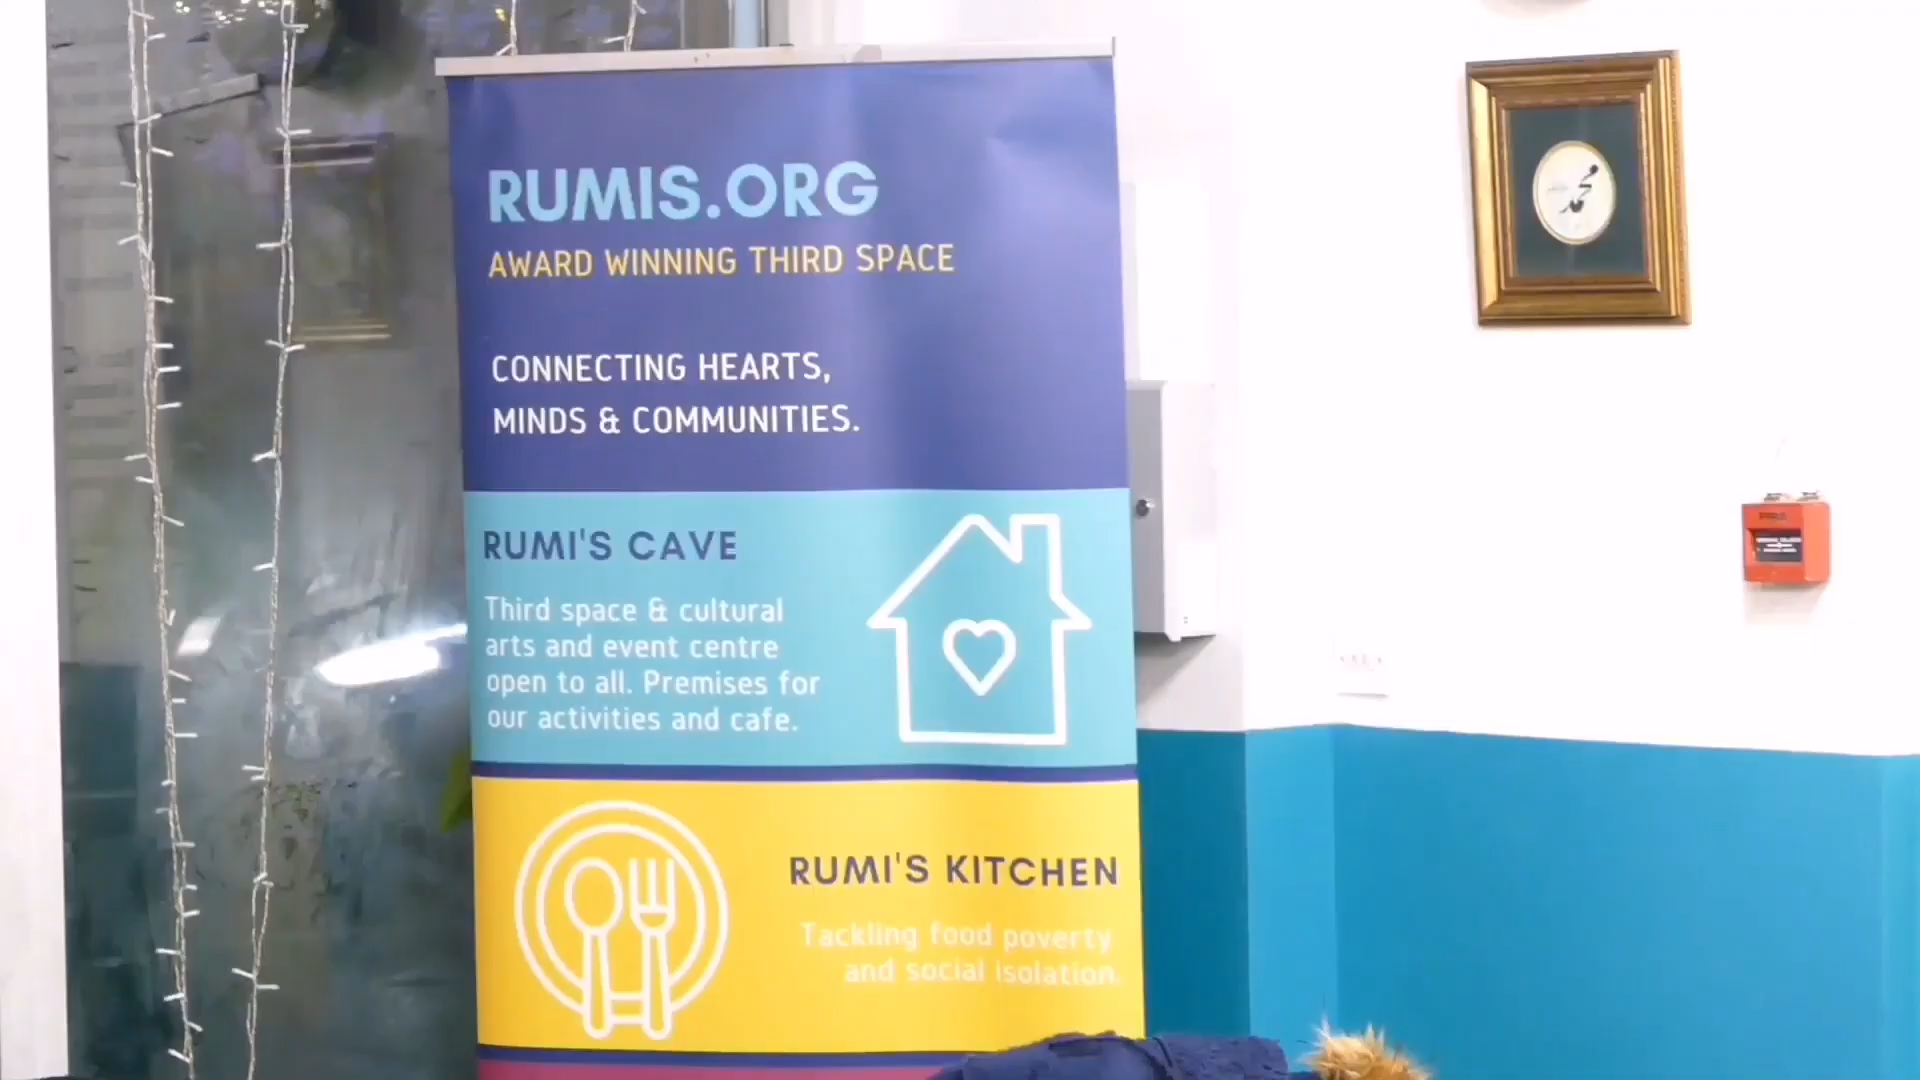 RUMIS.ORG
AWARD WINNING THIRD SPACE
CONNECTING HEARTS,
MINDS & COMMUNITIES.
RUMI'S CAVE
Third space & cultural
arts and event centre
open to all. Premises for
our activities and cafe.
RUMI'S KITCHEN
Tackling food poverty
and social isolation.
FIRE